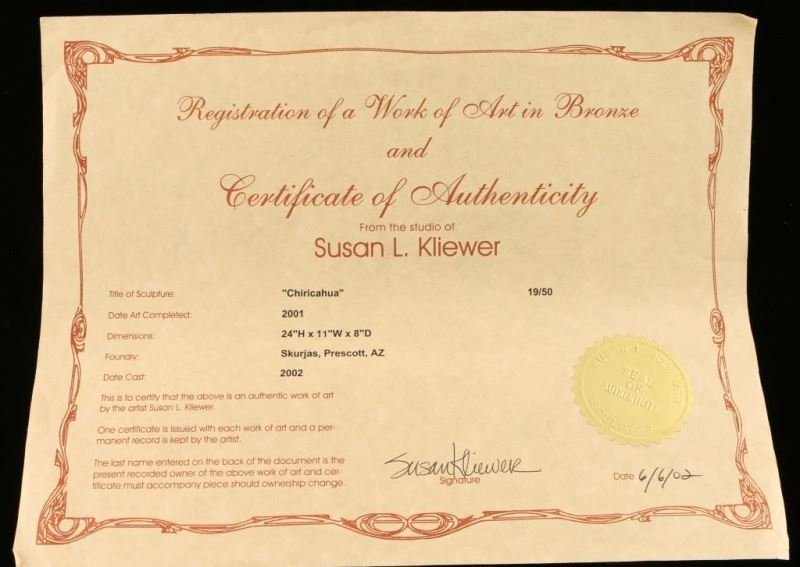 Registration of a Work of Art in Bronze
and
Certificate of Authenticity
From the studio of
Susan L. Kliewer
Title of Sculpture: "Chiricahua" 19/50
Date Art Completed: 2001
Dimensions: 24"H x 11"W x 8"D
Foundry: Skurjas, Prescott, AZ
Date Cast: 2002
This is to certify that the above is an authentic work of art
by the artist Susan L. Kliewer.
One certificate is issued with each work of art and a per-
manent record is kept by the artist.
The last name entered on the back of the document is the
present recorded owner of the above work of art and cer-
tificate must accompany piece should ownership change.
Susan Kliewer
Signature
Date 6/6/02
SUSAN KLIEWER
SEAL
OF
AUTHENTICITY